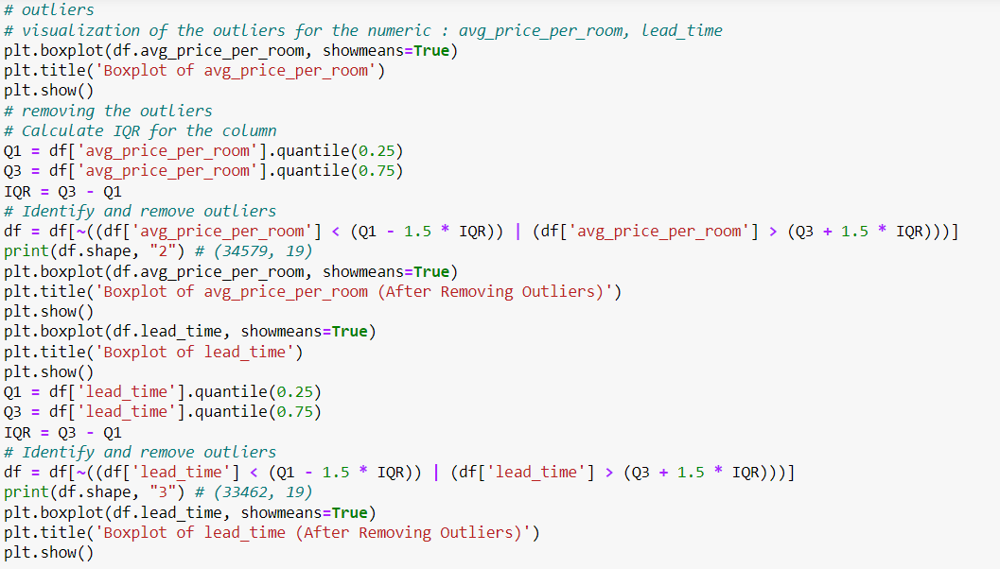 # outliers
# visualization of the outliers for the numeric : avg_price_per_room, lead_time
plt.boxplot(df.avg_price_per_room, showmeans=True)
plt.title('Boxplot of avg_price_per_room')
plt.show()
# removing the outliers
# Calculate IQR for the column
Q1 = df['avg_price_per_room'].quantile(0.25)
Q3 = df['avg_price_per_room'].quantile(0.75)
IQR = Q3 - Q1
# Identify and remove outliers
df = df[~((df['avg_price_per_room'] < (Q1 - 1.5 * IQR)) | (df['avg_price_per_room'] > (Q3 + 1.5 * IQR)))]
print(df.shape, "2") # (34579, 19)
plt.boxplot(df.avg_price_per_room, showmeans=True)
plt.title('Boxplot of avg_price_per_room (After Removing Outliers)')
plt.show()
plt.boxplot(df.lead_time, showmeans=True)
plt.title('Boxplot of lead_time')
plt.show()
Q1 = df['lead_time'].quantile(0.25)
Q3 = df['lead_time'].quantile(0.75)
IQR = Q3 - Q1
# Identify and remove outliers
df = df[~((df['lead_time'] < (Q1 - 1.5 * IQR)) | (df['lead_time'] > (Q3 + 1.5 * IQR)))]
print(df.shape, "3") # (33462, 19)
plt.boxplot(df.lead_time, showmeans=True)
plt.title('Boxplot of lead_time (After Removing Outliers)')
plt.show()